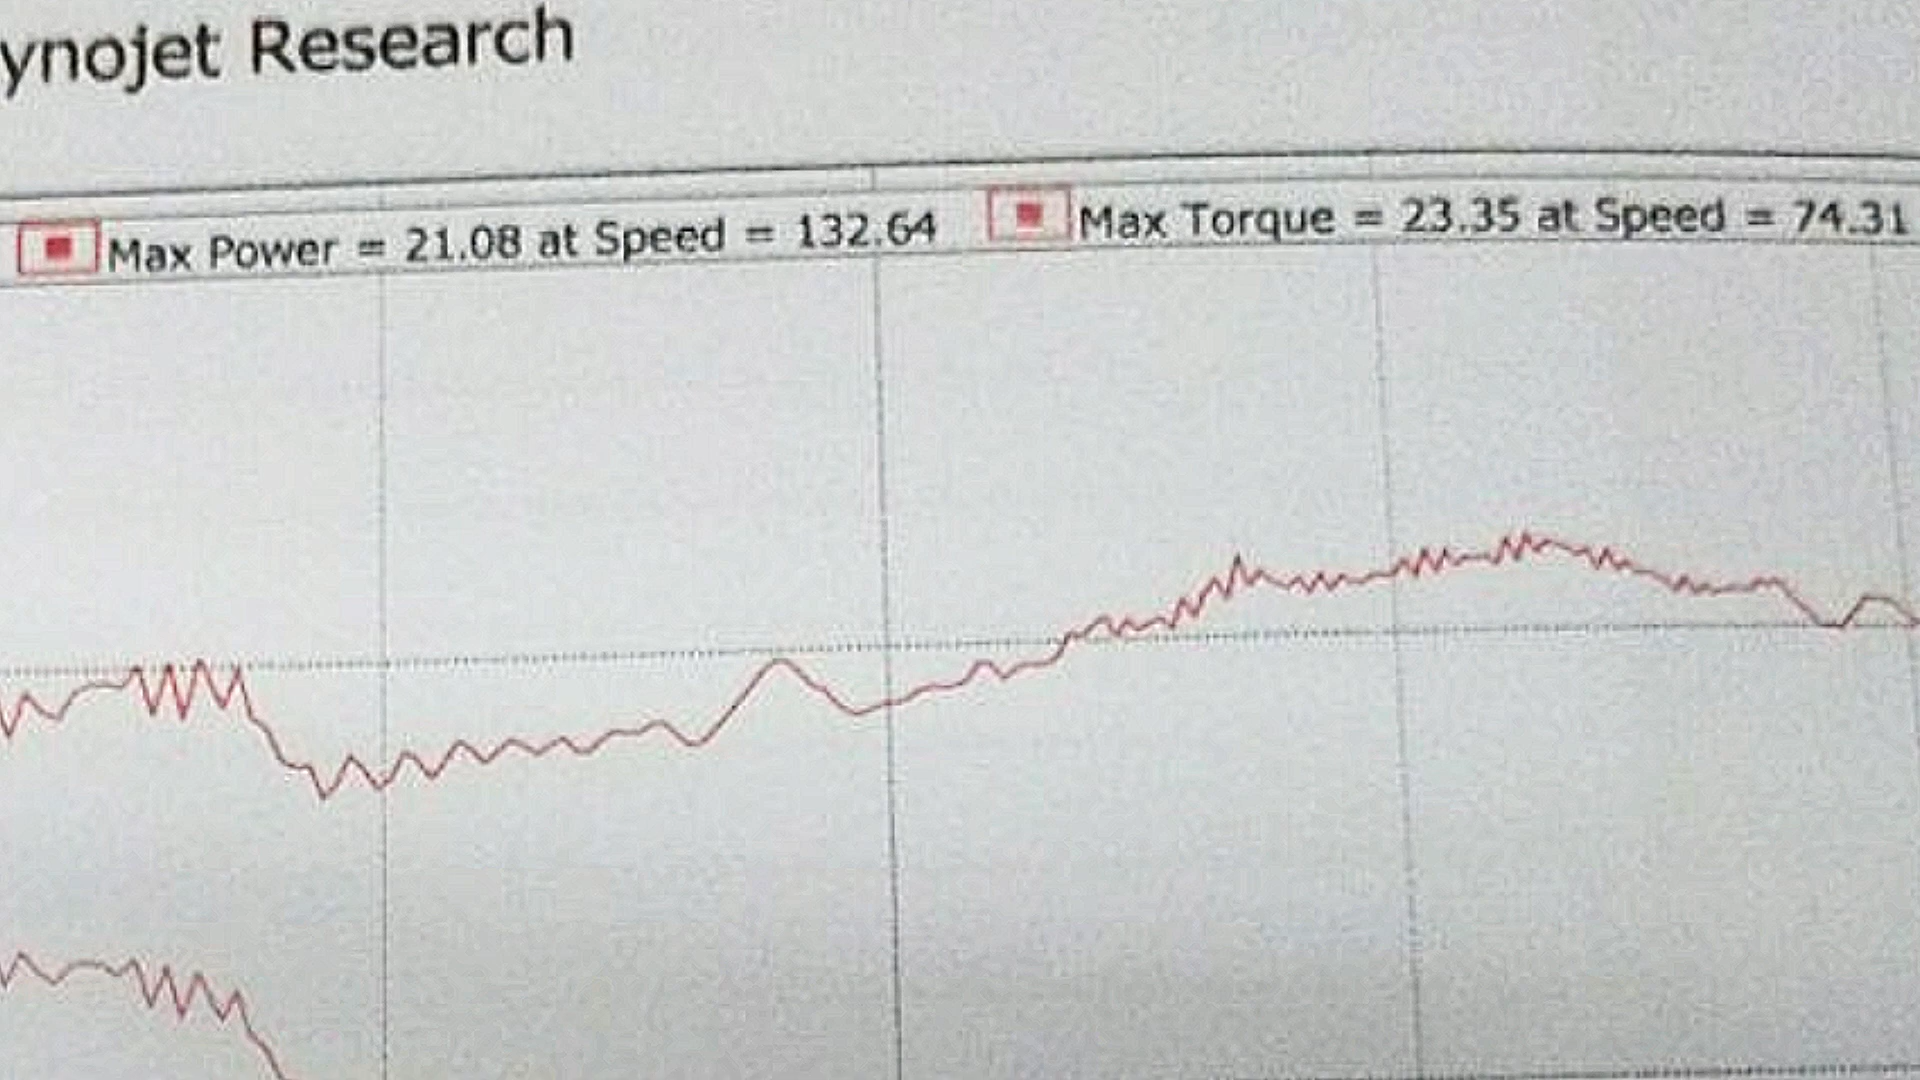 ynojet Research
Max Power = 21.08 at Speed = 132.64 Max Torque = 23.35 at Speed = 74.31